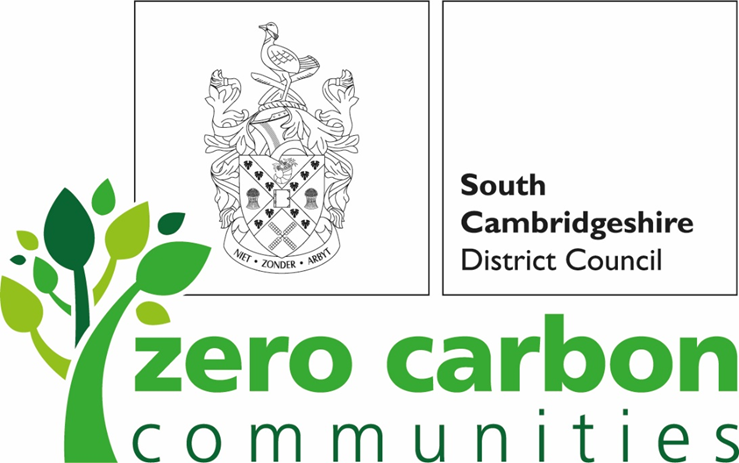 NIET • ZONDER • ARBYT
South
Cambridgeshire
District Council
zero carbon
communities